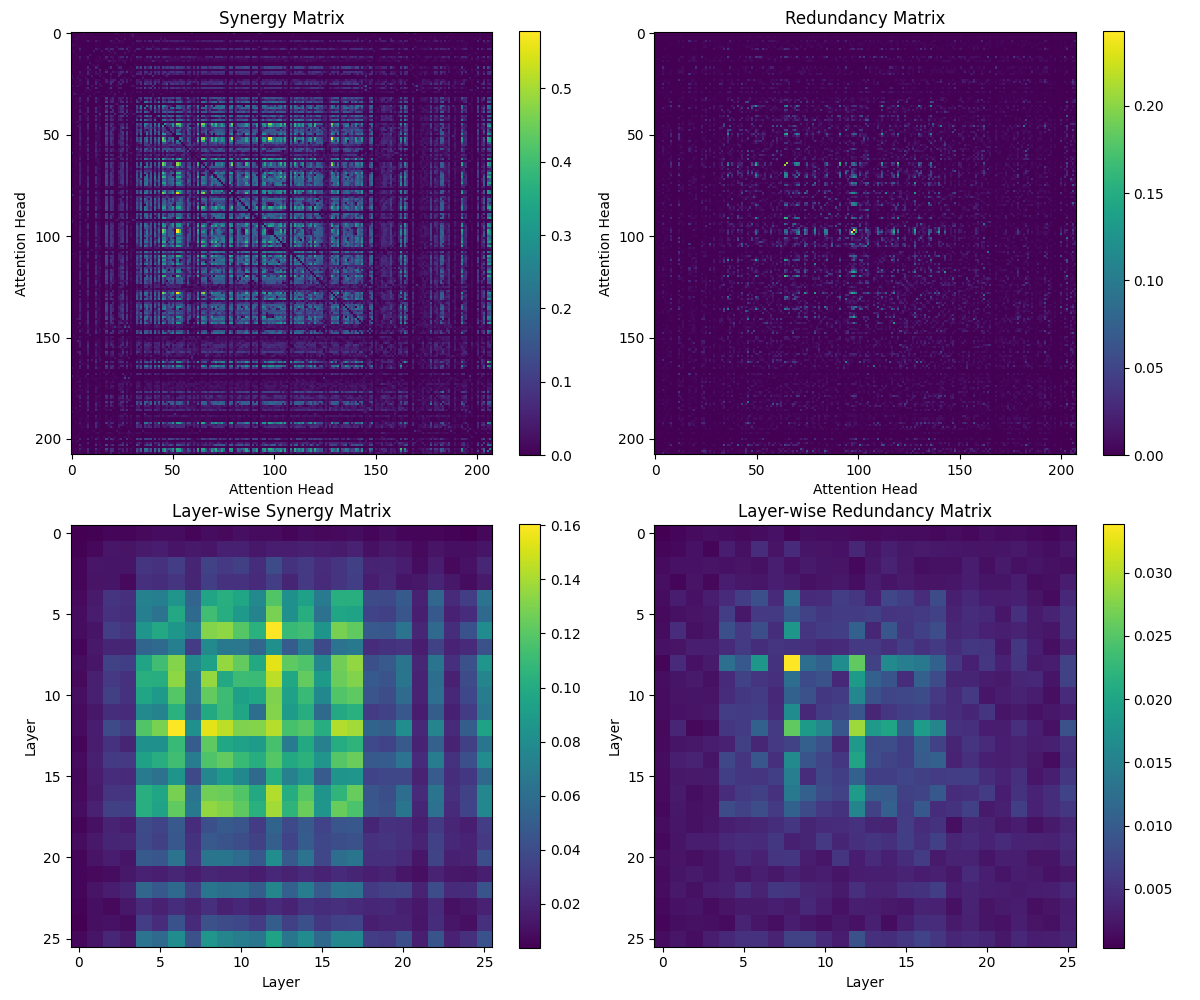 Synergy Matrix
0
50
100
150
200
Attention Head
0 50 100 150 200
Attention Head
0.5
0.4
0.3
0.2
0.1
0.0
Redundancy Matrix
0
50
100
150
200
Attention Head
0 50 100 150 200
Attention Head
0.20
0.15
0.10
0.05
0.00
Layer-wise Synergy Matrix
0
5
10
15
20
25
Layer
0 5 10 15 20 25
Layer
0.16
0.14
0.12
0.10
0.08
0.06
0.04
0.02
Layer-wise Redundancy Matrix
0
5
10
15
20
25
Layer
0 5 10 15 20 25
Layer
0.030
0.025
0.020
0.015
0.010
0.005